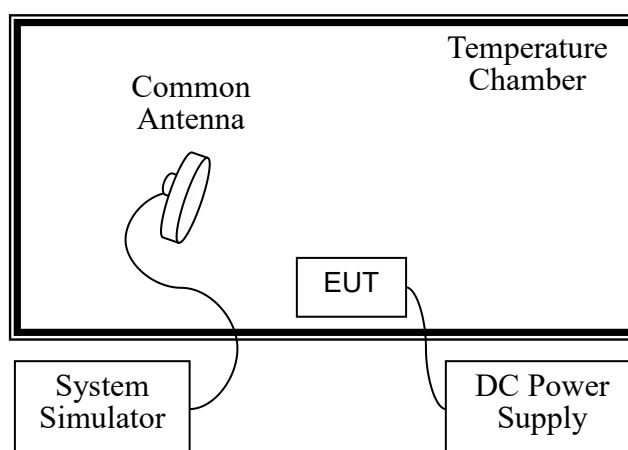 Temperature
Chamber
Common
Antenna
EUT
System
Simulator
DC Power
Supply